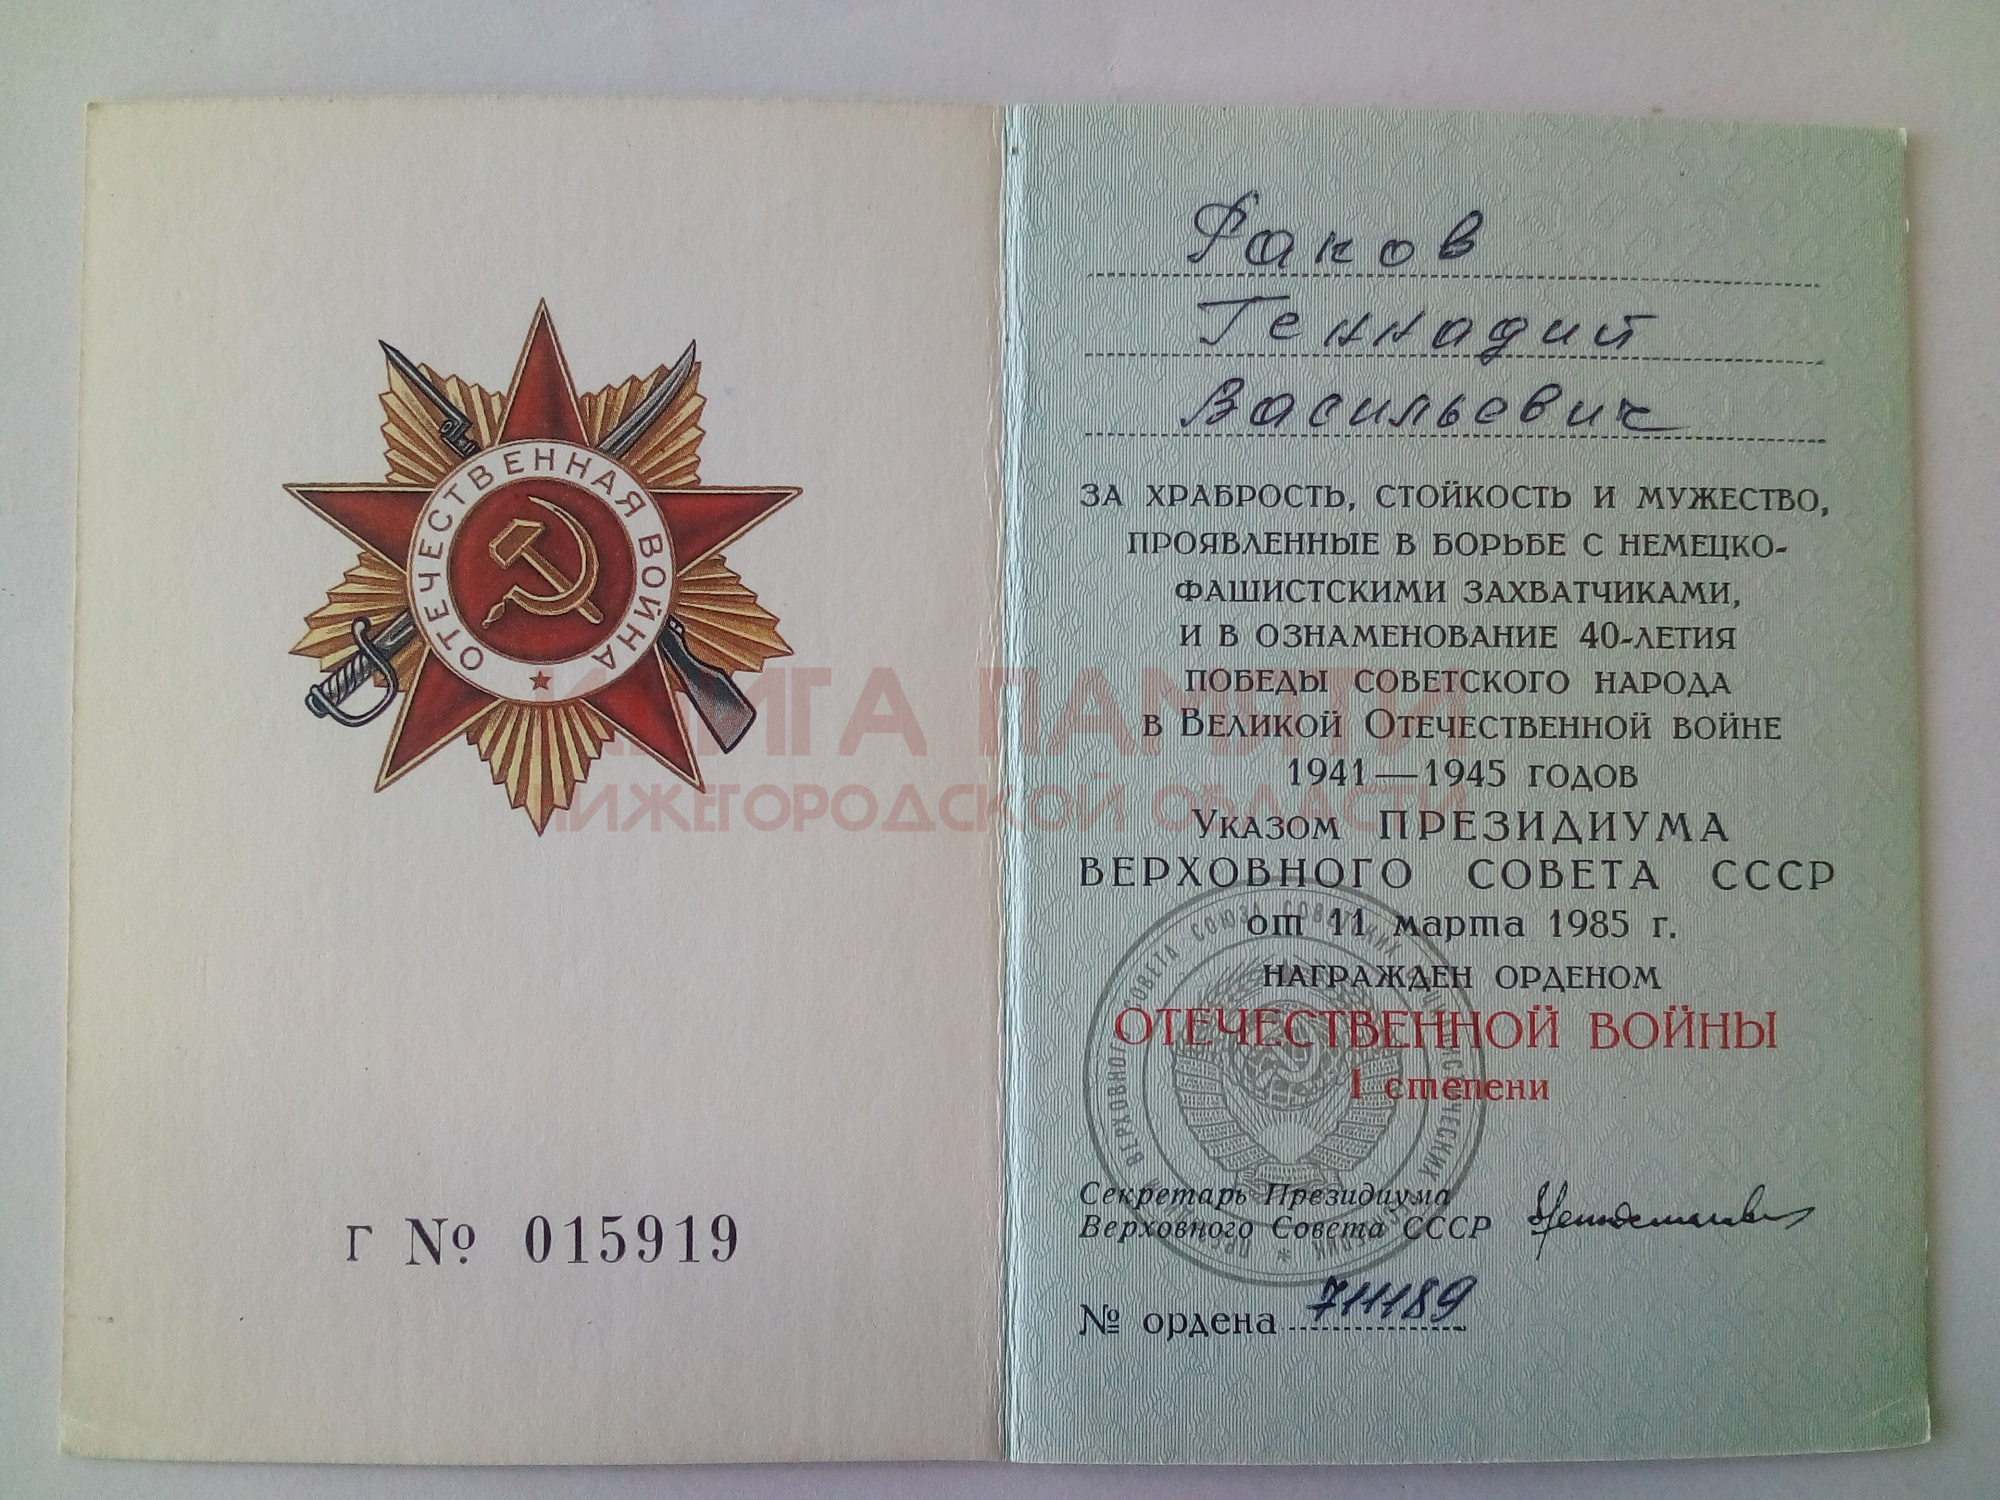 ОТЕЧЕСТВЕННАЯ ВОЙНА
Г № 015919
Раков
Геннадий
Васильевич
ЗА ХРАБРОСТЬ, СТОЙКОСТЬ И МУЖЕСТВО,
ПРОЯВЛЕННЫЕ В БОРЬБЕ С НЕМЕЦКО-
ФАШИСТСКИМИ ЗАХВАТЧИКАМИ,
И В ОЗНАМЕНОВАНИЕ 40-ЛЕТИЯ
ПОБЕДЫ СОВЕТСКОГО НАРОДА
В ВЕЛИКОЙ ОТЕЧЕСТВЕННОЙ ВОЙНЕ
1941—1945 ГОДОВ
УКАЗОМ ПРЕЗИДИУМА
ВЕРХОВНОГО СОВЕТА СССР
от 11 марта 1985 г.
НАГРАЖДЕН ОРДЕНОМ
ОТЕЧЕСТВЕННОЙ ВОЙНЫ
I степени
Секретарь Президиума
Верховного Совета СССР
№ ордена 711189
КНИГА ПАМЯТИ
НИЖЕГОРОДСКОЙ ОБЛАСТИ